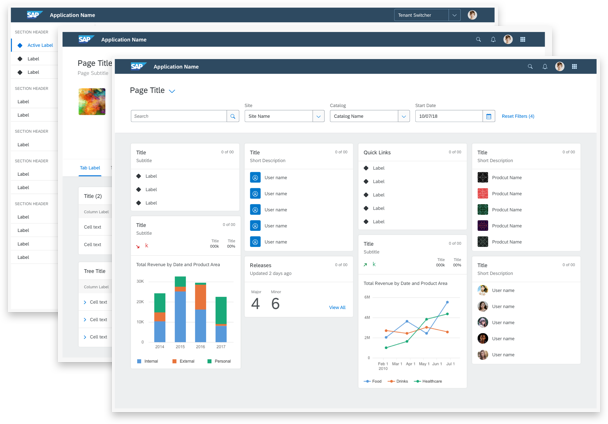 SAP Application Name
Tenant Switcher
SECTION HEADER
Active Label
Label
Label
SECTION HEADER
Label
Label
SECTION HEADER
Label
SECTION HEADER
Label
Label
SECTION HEADER
Label
Label
Label
Label
SAP Application Name
Page Title
Page Subtitle
Tab Label
Title (2)
Column Label
Cell text
Cell text
Tree Title
Column Label
Cell text
Cell text
Cell text
SAP Application Name
Page Title
Site
Catalog
Start Date
Search
Site Name
Catalog Name
10/07/18
Reset Filters (4)
Title
0 of 00
Subtitle
Label
Label
Label
Title
0 of 00
Subtitle
Title
000k
Title
00%
Total Revenue by Date and Product Area
30K
20K
10K
0
2014 2015 2016 2017
Internal External Personal
Title
0 of 00
Short Description
User name
User name
User name
User name
User name
Releases
0 of 00
Updated 2 days ago
Major Minor
4 6
View All
Quick Links
0 of 00
Label
Label
Label
Label
Label
Title
0 of 00
Subtitle
Title
000k
Title
00%
Total Revenue by Date and Product Area
6M
4M
2M
0
Feb 1 Mar 1 Apr 1 May 1 Jun 1 Jul 1
2015
Food Drinks Healthcare
Title
0 of 00
Short Description
Prodcut Name
Prodcut Name
Prodcut Name
Prodcut Name
Prodcut Name
Title
0 of 00
Short Description
User name
User name
User name
User name
User name